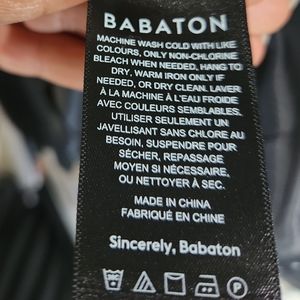 BABATON
MACHINE WASH COLD WITH LIKE
COLOURS, ONLY NON-CHLORINE
BLEACH WHEN NEEDED, HANG TO
DRY, WARM IRON ONLY IF
NEEDED, OR DRY CLEAN. LAVER
À LA MACHINE À L'EAU FROIDE
AVEC COULEURS SEMBLABLES.
UTILISER SEULEMENT UN
JAVELLISANT SANS CHLORE AU
BESOIN, SUSPENDRE POUR
SÉCHER, REPASSAGE
MOYEN SI NÉCESSAIRE,
OU NETTOYER À SEC.
MADE IN CHINA
FABRIQUÉ EN CHINE
Sincerely, Babaton
P